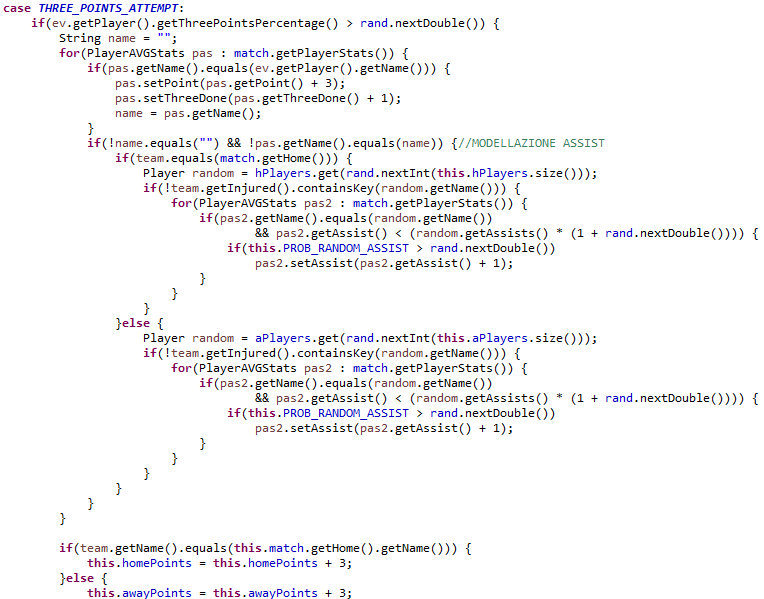 case THREE_POINTS_ATTEMPT:
    if(ev.getPlayer().getThreePointsPercentage() > rand.nextDouble()) {
        String name = "";
        for(PlayerAVGStats pas : match.getPlayerStats()) {
            if(pas.getName().equals(ev.getPlayer().getName())) {
                pas.setPoint(pas.getPoint() + 3);
                pas.setThreeDone(pas.getThreeDone() + 1);
                name = pas.getName();
            }
            if(!name.equals("") && !pas.getName().equals(name)) {//MODELLAZIONE ASSIST
                if(team.equals(match.getHome())) {
                    Player random = hPlayers.get(rand.nextInt(this.hPlayers.size()));
                    if(!team.getInjured().containsKey(random.getName())) {
                        for(PlayerAVGStats pas2 : match.getPlayerStats()) {
                            if(pas2.getName().equals(random.getName())
                                    && pas2.getAssist() < (random.getAssists() * (1 + rand.nextDouble()))) {
                                if(this.PROB_RANDOM_ASSIST > rand.nextDouble())
                                    pas2.setAssist(pas2.getAssist() + 1);
                            }
                        }
                    }
                }else {
                    Player random = aPlayers.get(rand.nextInt(this.aPlayers.size()));
                    if(!team.getInjured().containsKey(random.getName())) {
                        for(PlayerAVGStats pas2 : match.getPlayerStats()) {
                            if(pas2.getName().equals(random.getName())
                                    && pas2.getAssist() < (random.getAssists() * (1 + rand.nextDouble()))) {
                                if(this.PROB_RANDOM_ASSIST > rand.nextDouble())
                                    pas2.setAssist(pas2.getAssist() + 1);
                            }
                        }
                    }
                }
            }
        }

        if(team.getName().equals(this.match.getHome().getName())) {
            this.homePoints = this.homePoints + 3;
        }else {
            this.awayPoints = this.awayPoints + 3;